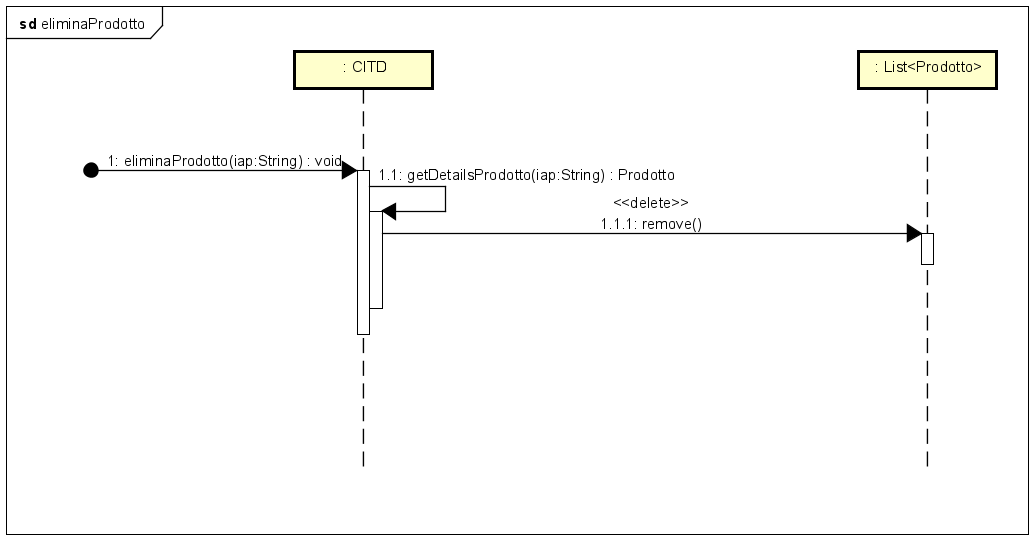 sd eliminaProdotto
: CITD
: List<Prodotto>
1: eliminaProdotto(iap:String) : void
1.1: getDetailsProdotto(iap:String) : Prodotto
<<delete>>
1.1.1: remove()